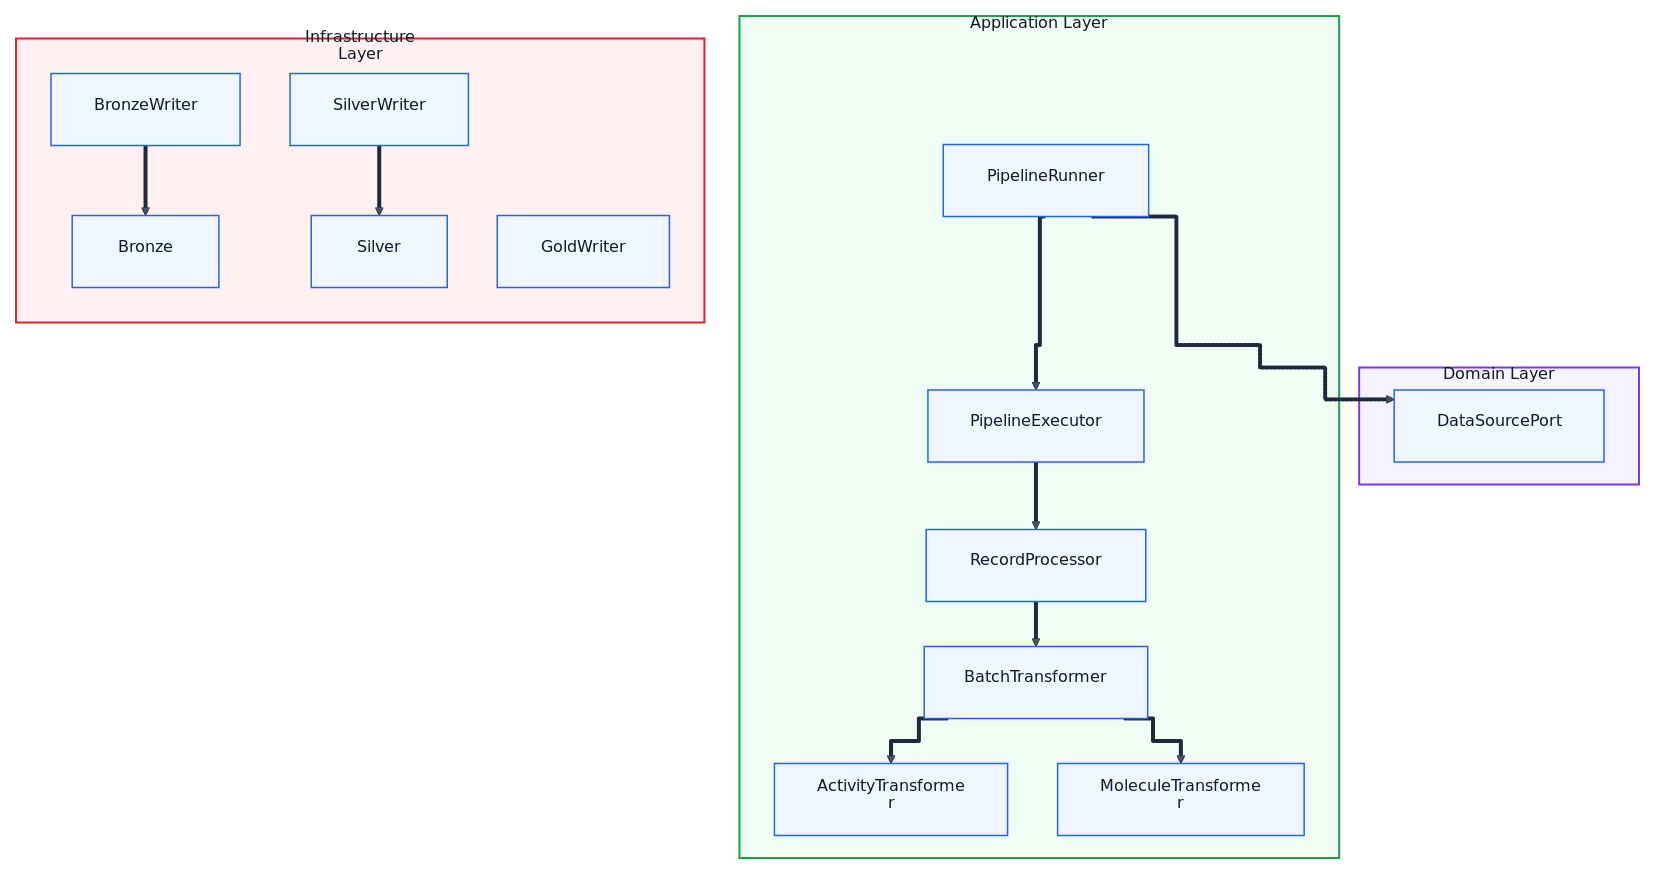 Infrastructure
Layer
BronzeWriter
SilverWriter
Bronze
Silver
GoldWriter
Application Layer
PipelineRunner
PipelineExecutor
RecordProcessor
BatchTransformer
ActivityTransforme
r
MoleculeTransforme
r
Domain Layer
DataSourcePort